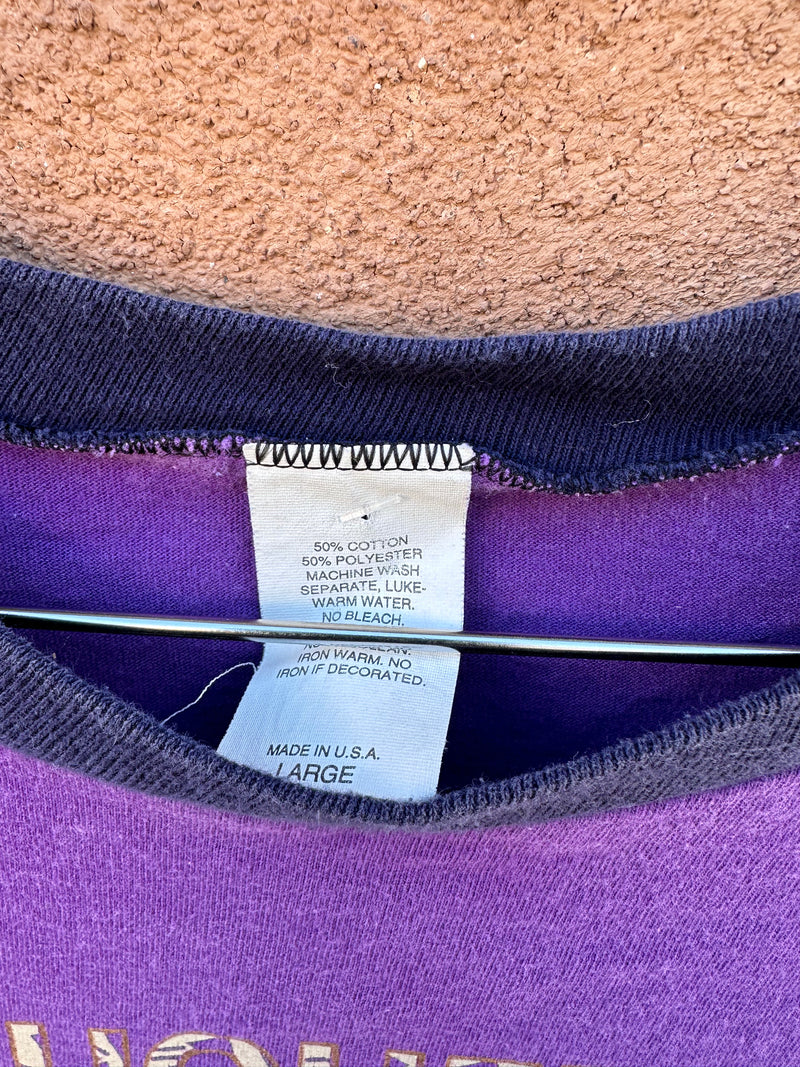 50% COTTON
50% POLYESTER
MACHINE WASH
SEPARATE, LUKE-
WARM WATER.
NO BLEACH.
IRON WARM. NO
IRON IF DECORATED.
MADE IN U.S.A.
LARGE